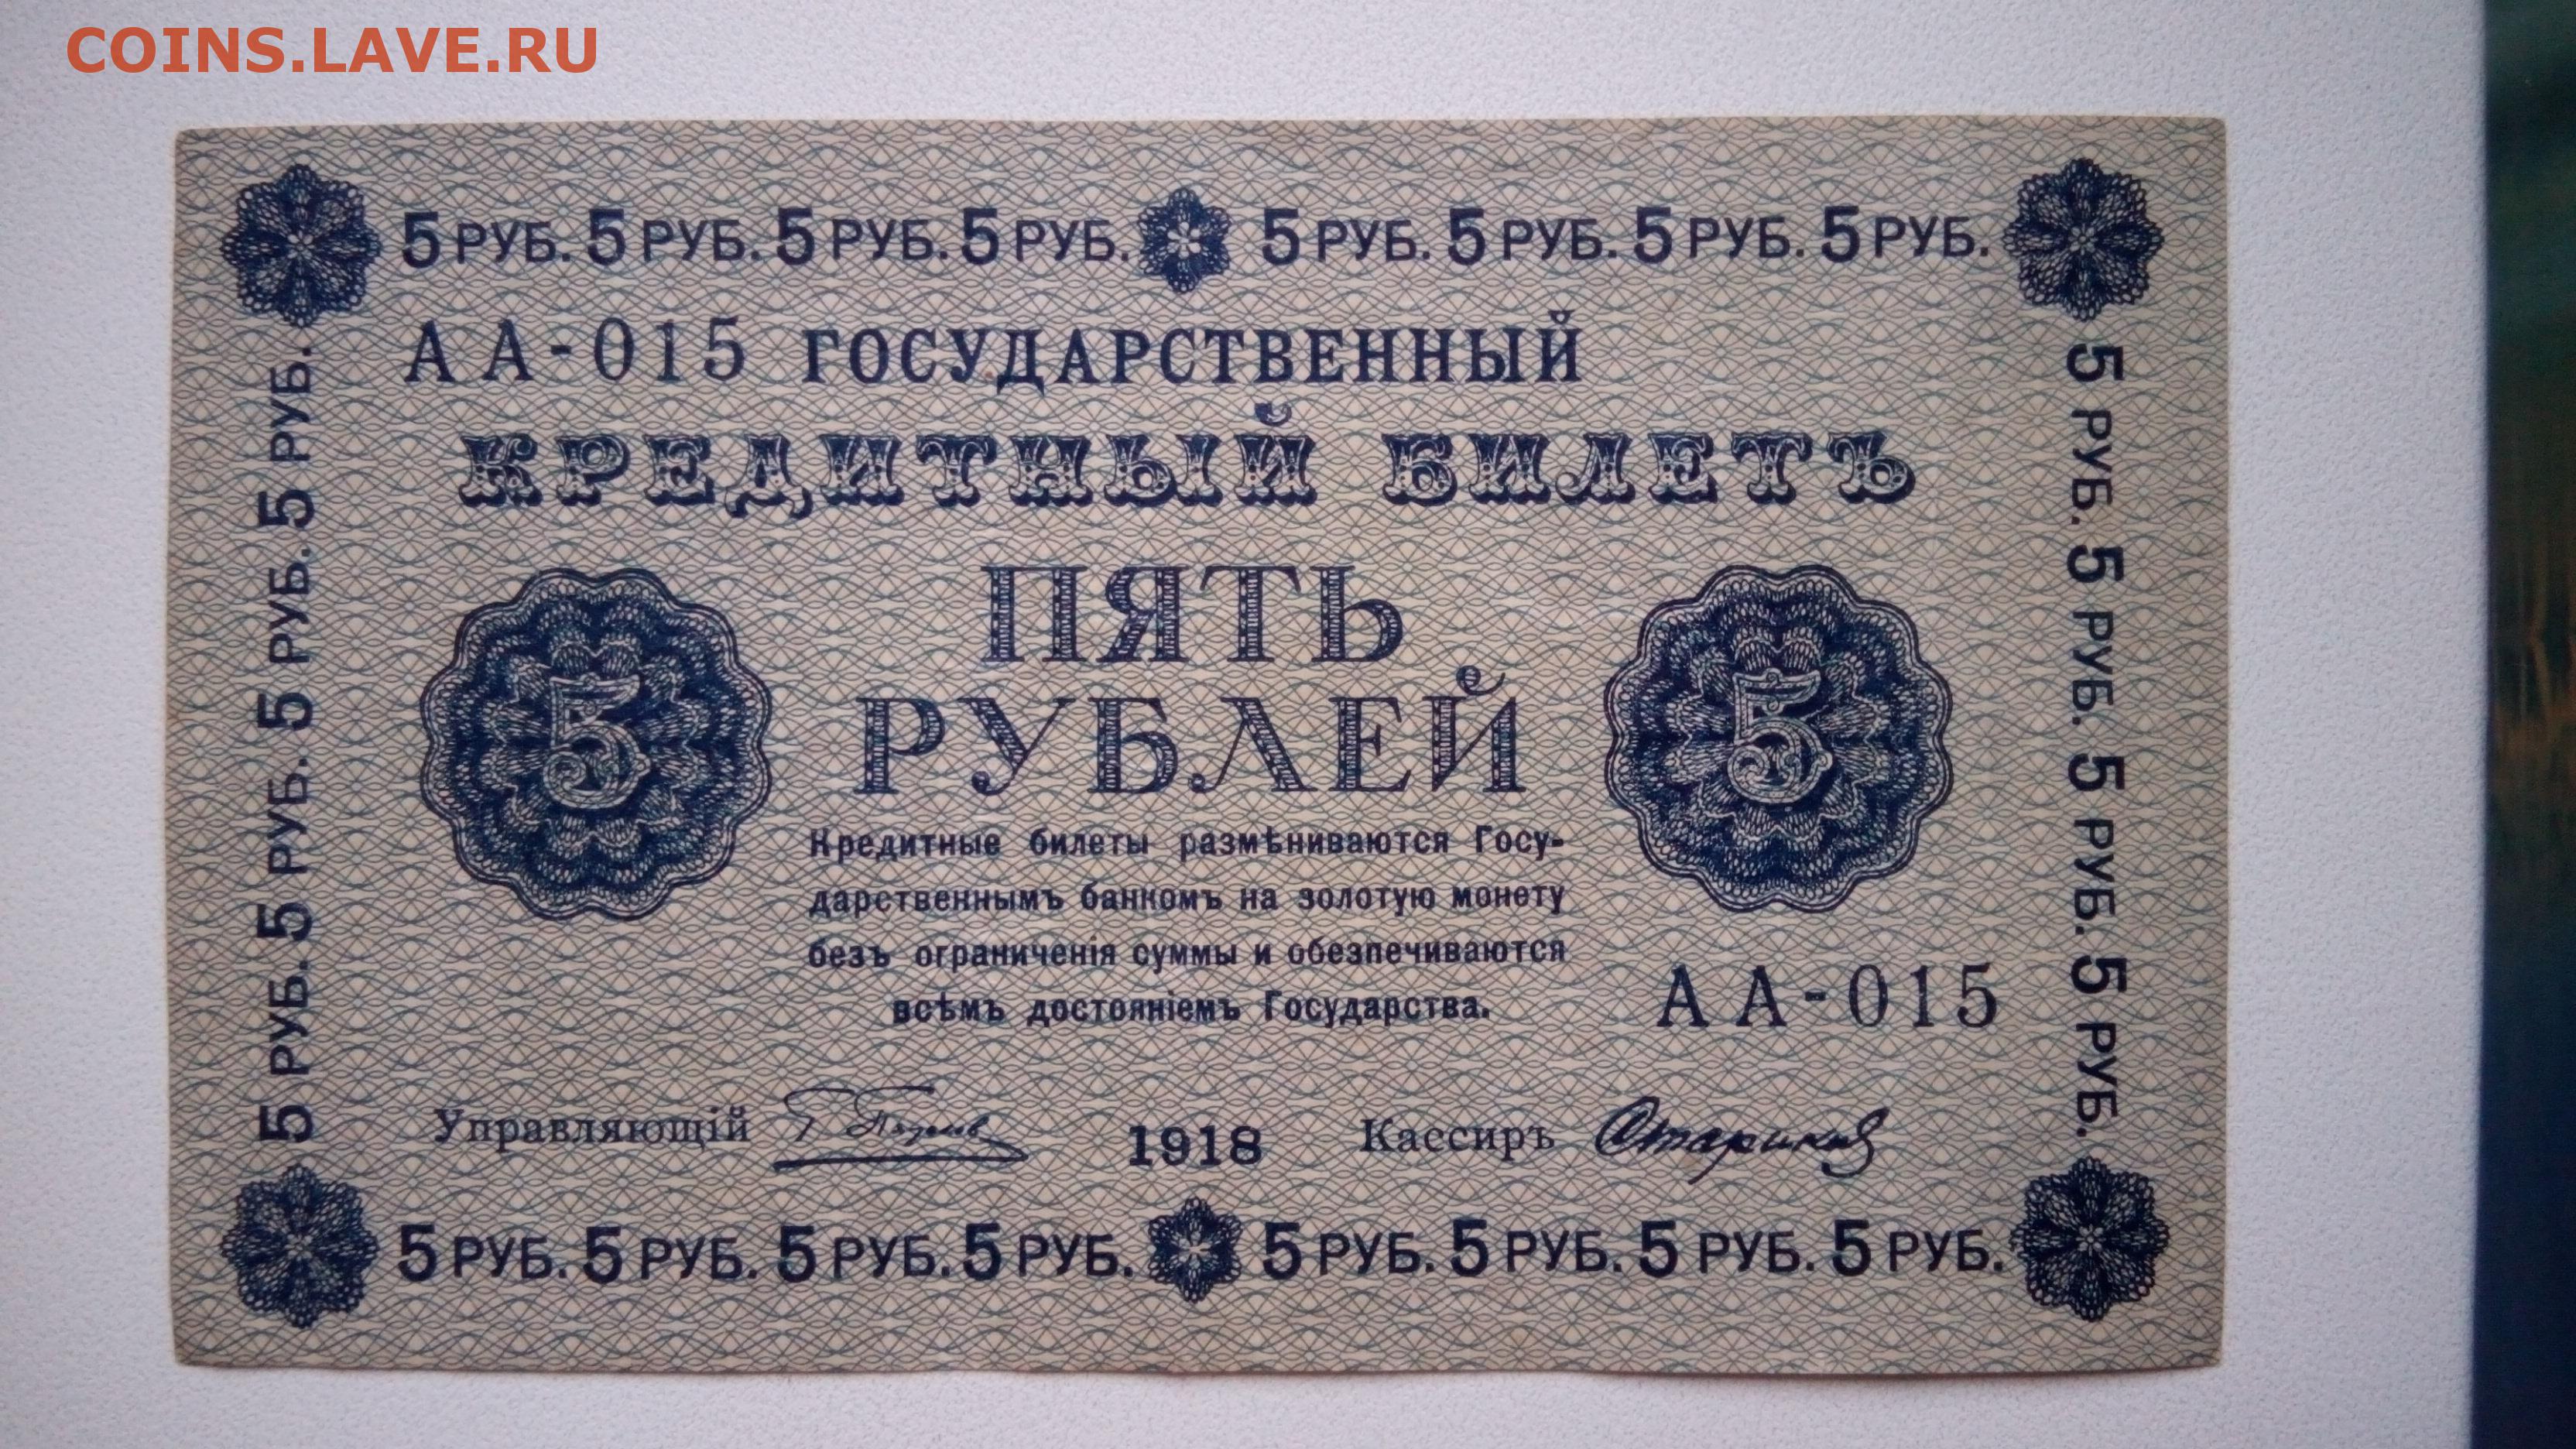 COINS.LAVE.RU
5 РУБ. 5 РУБ. 5 РУБ. 5 РУБ. 5 РУБ. 5 РУБ. 5 РУБ. 5 РУБ.
АА-015 ГОСУДАРСТВЕННЫЙ
КРЕДИТНЫЙ БИЛЕТЪ
ПЯТЬ
РУБЛЕЙ
5
5
Кредитные билеты размѣниваются Госу-
дарственнымъ банкомъ на золотую монету
безъ ограниченія суммы и обезпечиваются
всѣмъ достояніемъ Государства.
АА-015
Управляющій
1918
Кассиръ
5 РУБ. 5 РУБ. 5 РУБ. 5 РУБ. 5 РУБ. 5 РУБ. 5 РУБ. 5 РУБ.
5 РУБ. 5 РУБ. 5 РУБ. 5 РУБ.
5 РУБ. 5 РУБ. 5 РУБ. 5 РУБ.